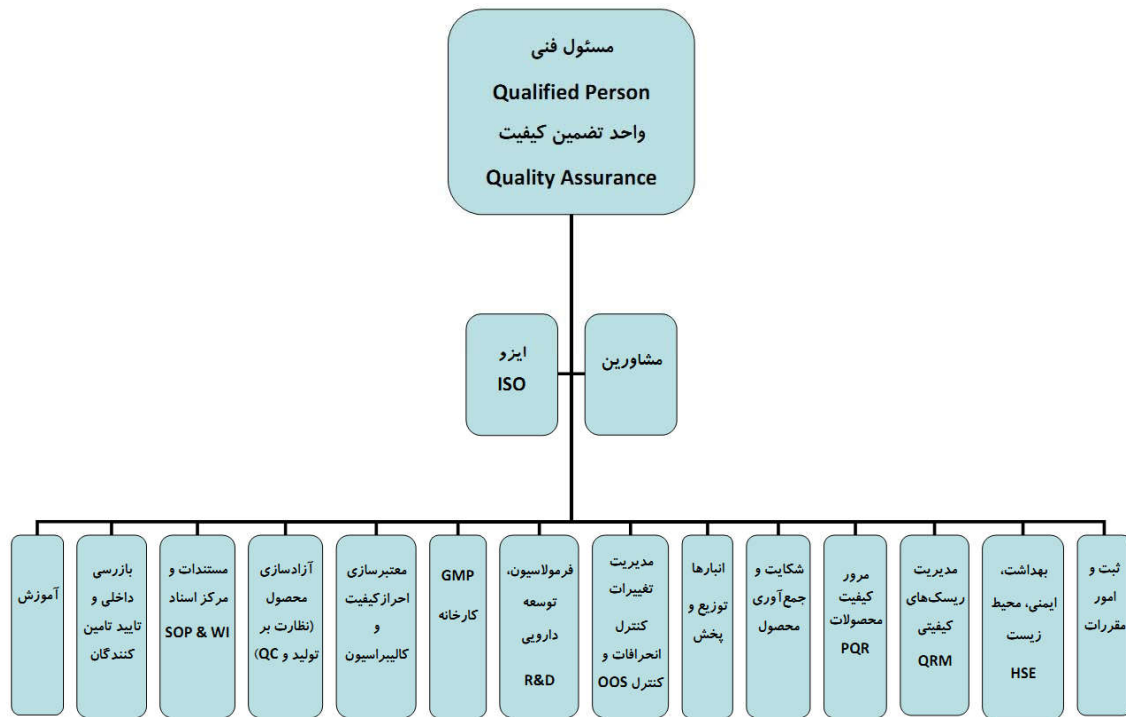 مسئول فنی
Qualified Person
واحد تضمین کیفیت
Quality Assurance
مشاورین
ایزو
ISO
ثبت و
امور
مقررات
بهداشت،
ایمنی، محیط
زیست
HSE
مدیریت
ریسک‌های
کیفیتی
QRM
مرور
کیفیت
محصولات
PQR
شکایت و
جمع‌آوری
محصول
انبارها
توزیع و
پخش
مدیریت
تغییرات
کنترل
انحرافات و
کنترل OOS
فرمولاسیون،
توسعه
دارویی
R&D
GMP
کارخانه
معتبرسازی
احرازکیفیت
و
کالیبراسیون
آزادسازی
محصول
(نظارت بر
تولید و QC)
مستندات و
مرکز اسناد
SOP & WI
بازرسی
داخلی و
تایید تامین
کنندگان
آموزش